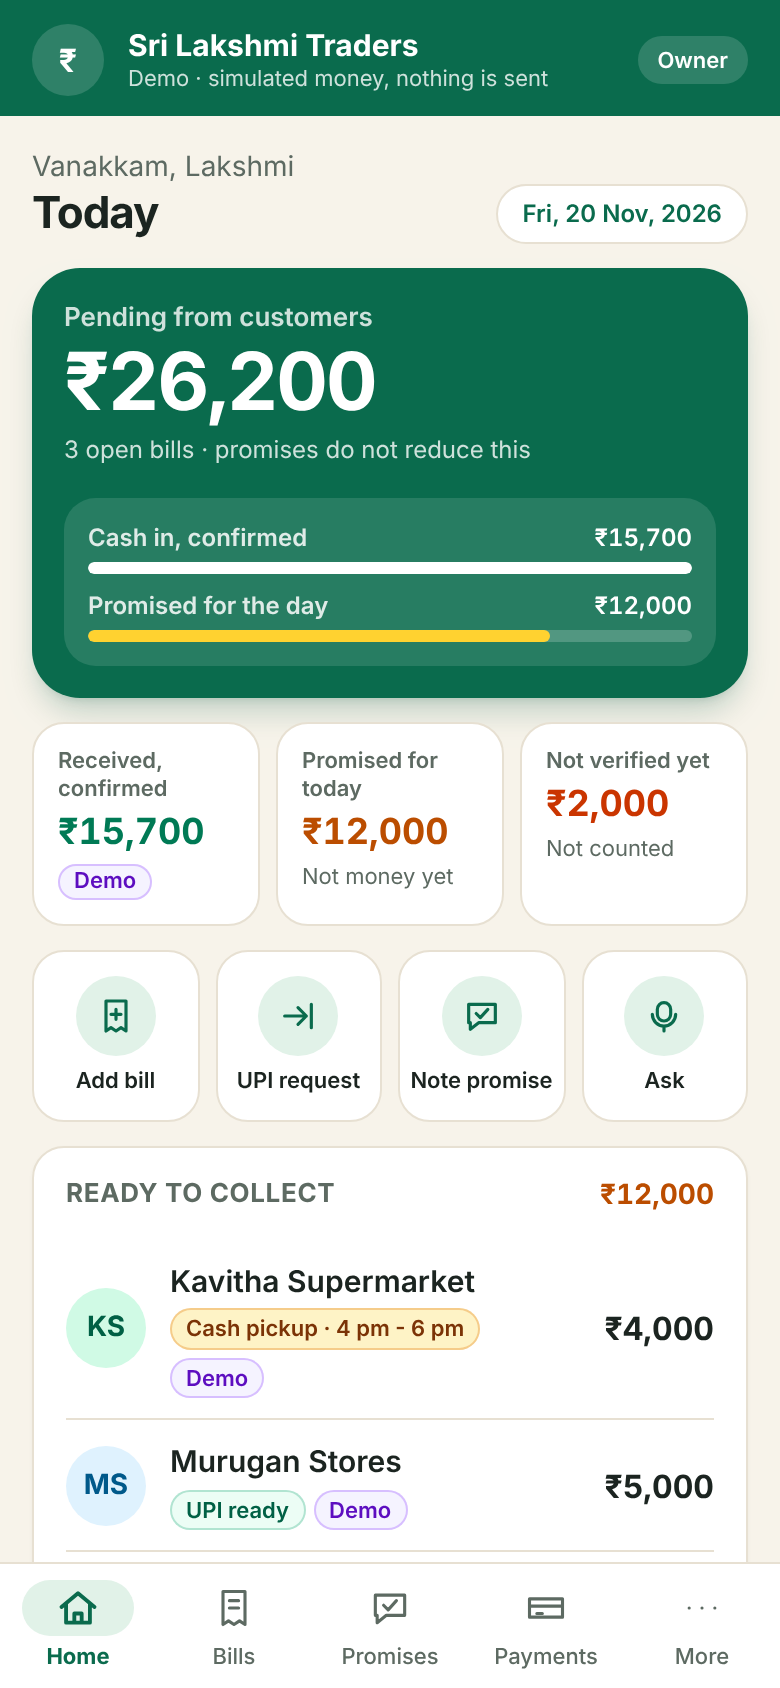 ₹
Sri Lakshmi Traders
Demo · simulated money, nothing is sent
Owner
Vanakkam, Lakshmi
Today
Fri, 20 Nov, 2026
Pending from customers
₹26,200
3 open bills · promises do not reduce this
Cash in, confirmed ₹15,700
Promised for the day ₹12,000
Received,
confirmed
₹15,700
Demo
Promised for
today
₹12,000
Not money yet
Not verified yet
₹2,000
Not counted
Add bill
UPI request
Note promise
Ask
READY TO COLLECT ₹12,000
KS
Kavitha Supermarket
Cash pickup · 4 pm - 6 pm
Demo
₹4,000
MS
Murugan Stores
UPI ready Demo
₹5,000
Home Bills Promises Payments More